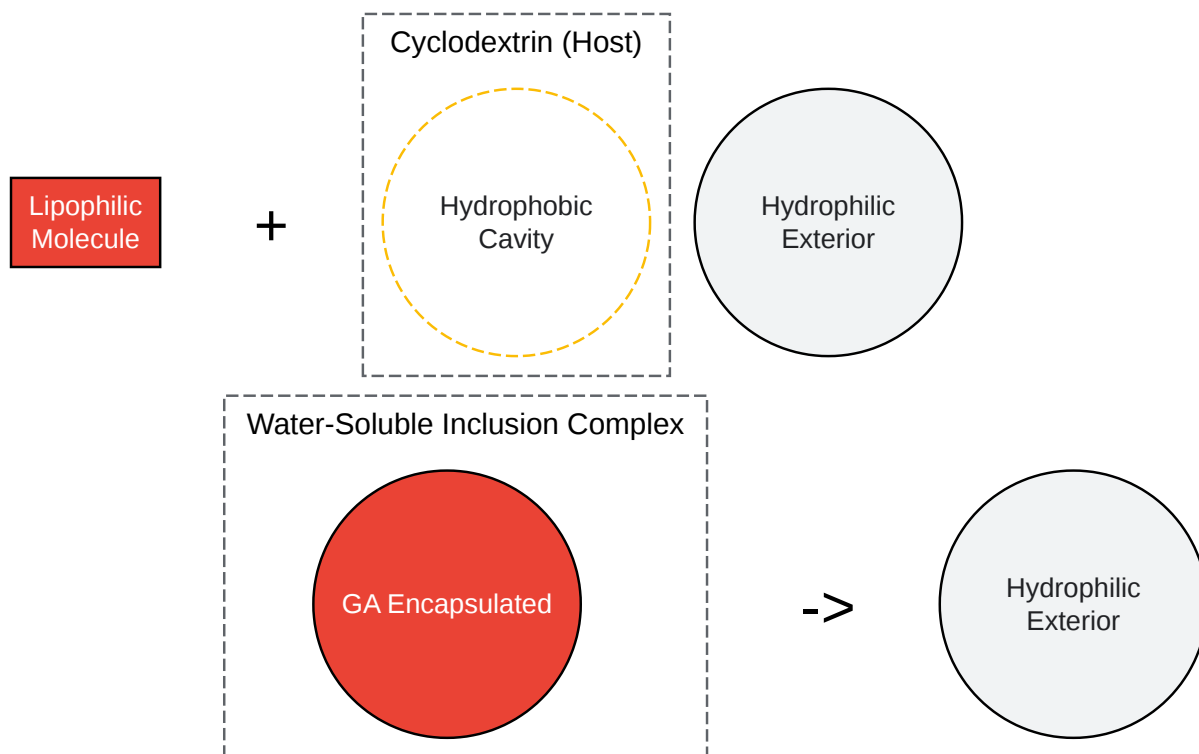 Cyclodextrin (Host)
Lipophilic
Molecule
+
Hydrophobic
Cavity
Hydrophilic
Exterior
Water-Soluble Inclusion Complex
GA Encapsulated
->
Hydrophilic
Exterior